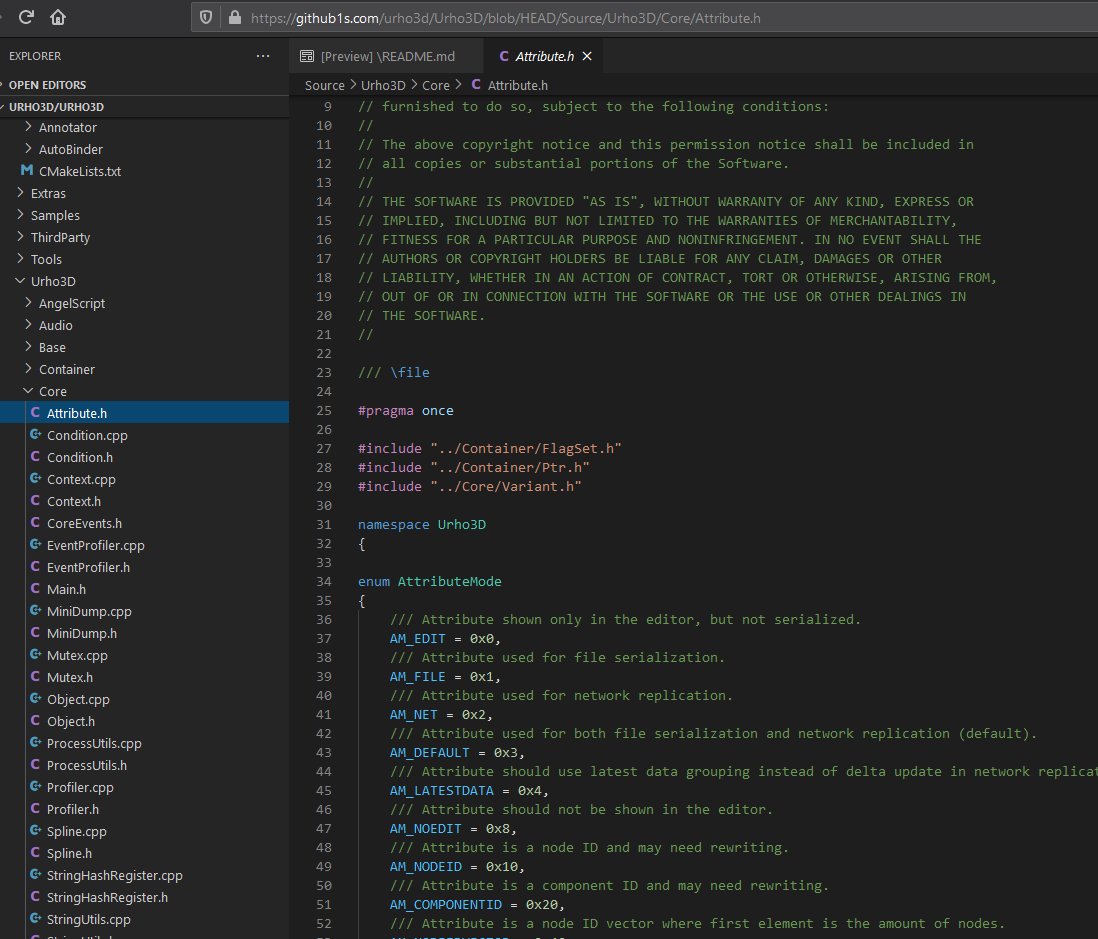 https://github1s.com/urho3d/Urho3D/blob/HEAD/Source/Urho3D/Core/Attribute.h
EXPLORER
OPEN EDITORS
URHO3D/URHO3D
Annotator
AutoBinder
CMakeLists.txt
Extras
Samples
ThirdParty
Tools
Urho3D
AngelScript
Audio
Base
Container
Core
Attribute.h
Condition.cpp
Condition.h
Context.cpp
Context.h
CoreEvents.h
EventProfiler.cpp
EventProfiler.h
Main.h
MiniDump.cpp
MiniDump.h
Mutex.cpp
Mutex.h
Object.cpp
Object.h
ProcessUtils.cpp
ProcessUtils.h
Profiler.cpp
Profiler.h
Spline.cpp
Spline.h
StringHashRegister.cpp
StringHashRegister.h
StringUtils.cpp
[Preview] \README.md
Attribute.h
Source > Urho3D > Core > C Attribute.h
9 // furnished to do so, subject to the following conditions:
10 //
11 // The above copyright notice and this permission notice shall be included in
12 // all copies or substantial portions of the Software.
13 //
14 // THE SOFTWARE IS PROVIDED "AS IS", WITHOUT WARRANTY OF ANY KIND, EXPRESS OR
15 // IMPLIED, INCLUDING BUT NOT LIMITED TO THE WARRANTIES OF MERCHANTABILITY,
16 // FITNESS FOR A PARTICULAR PURPOSE AND NONINFRINGEMENT. IN NO EVENT SHALL THE
17 // AUTHORS OR COPYRIGHT HOLDERS BE LIABLE FOR ANY CLAIM, DAMAGES OR OTHER
18 // LIABILITY, WHETHER IN AN ACTION OF CONTRACT, TORT OR OTHERWISE, ARISING FROM,
19 // OUT OF OR IN CONNECTION WITH THE SOFTWARE OR THE USE OR OTHER DEALINGS IN
20 // THE SOFTWARE.
21 //
22
23 /// \file
24
25 #pragma once
26
27 #include "../Container/FlagSet.h"
28 #include "../Container/Ptr.h"
29 #include "../Core/Variant.h"
30
31 namespace Urho3D
32 {
33
34 enum AttributeMode
35 {
36 /// Attribute shown only in the editor, but not serialized.
37 AM_EDIT = 0x0,
38 /// Attribute used for file serialization.
39 AM_FILE = 0x1,
40 /// Attribute used for network replication.
41 AM_NET = 0x2,
42 /// Attribute used for both file serialization and network replication (default).
43 AM_DEFAULT = 0x3,
44 /// Attribute should use latest data grouping instead of delta update in network replicat
45 AM_LATESTDATA = 0x4,
46 /// Attribute should not be shown in the editor.
47 AM_NOEDIT = 0x8,
48 /// Attribute is a node ID and may need rewriting.
49 AM_NODEID = 0x10,
50 /// Attribute is a component ID and may need rewriting.
51 AM_COMPONENTID = 0x20,
52 /// Attribute is a node ID vector where first element is the amount of nodes.